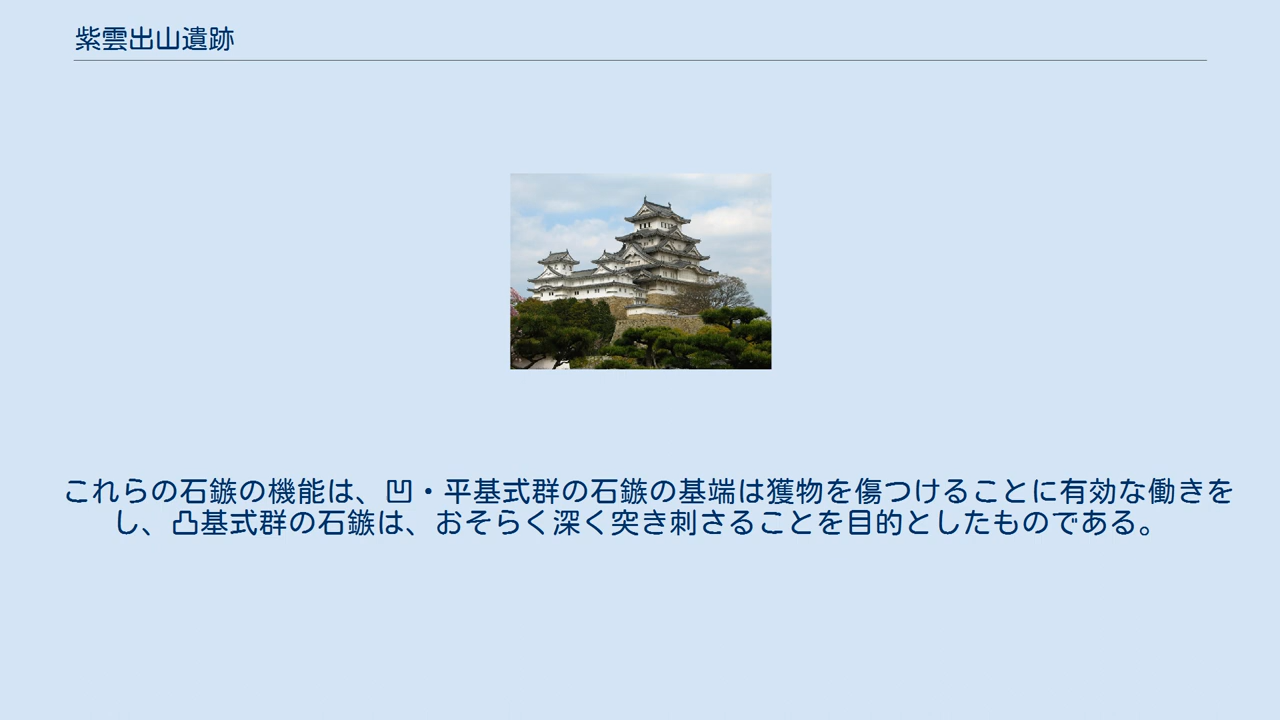 紫雲出山遺跡
これらの石鏃の機能は、凹・平基式群の石鏃の基端は獲物を傷つけることに有効な働きを
し、凸基式群の石鏃は、おそらく深く突き刺さることを目的としたものである。